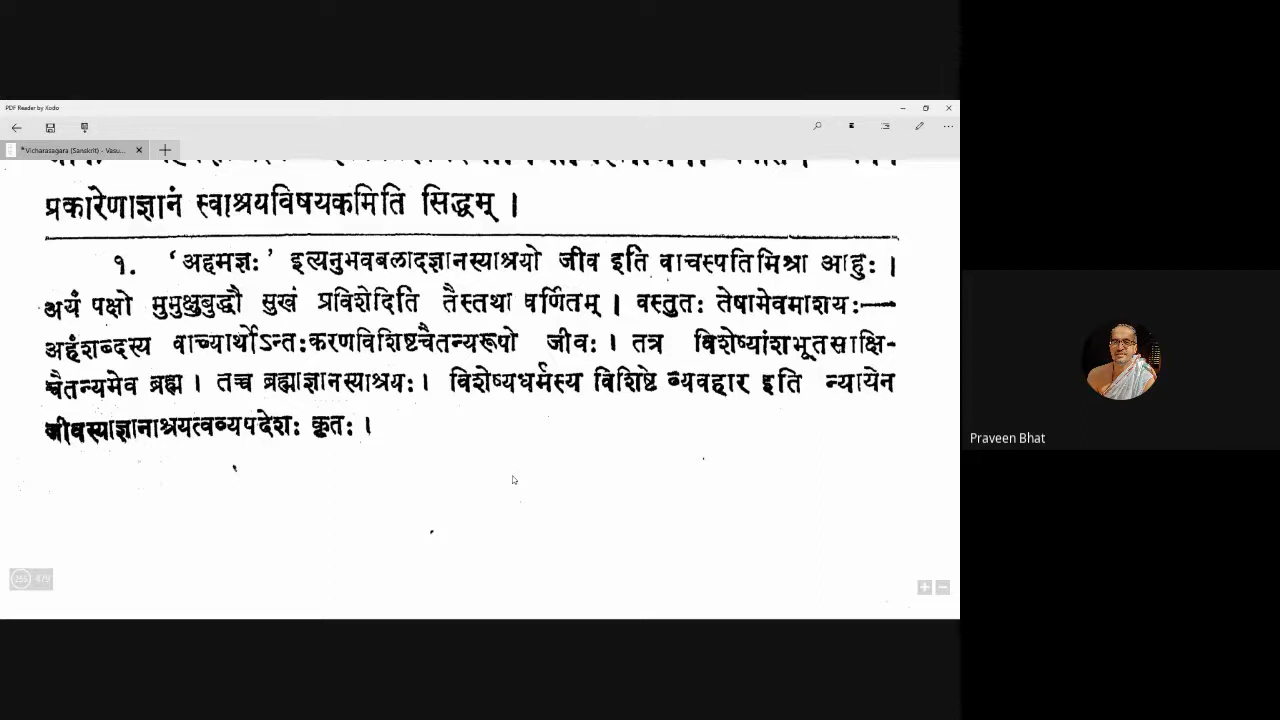 PDF Reader by Xodo
*Vicharasagara (Sanskrit) - Vasu...
प्रकारेणाज्ञानं स्वाश्रयविषयकमिति सिद्धम् ।
१. ‘अहमज्ञः’ इत्यनुभवबलादज्ञानस्याश्रयो जीव इति वाचस्पतिमिश्रा आहुः ।
अयं पक्षो मुमुक्षुबुद्धौ सुखं प्रविशेदिति तैस्तथा वर्णितम् । वस्तुतः तेषामेवमाशयः—
अहंशब्दस्य वाच्यार्थोऽन्तःकरणविशिष्टचैतन्यरूपो जीवः । तत्र विशेष्यांशभूतसाक्षि-
चैतन्यमेव ब्रह्म । तच्च ब्रह्माज्ञानस्याश्रयः । विशेष्यधर्मस्य विशिष्टे व्यवहार इति न्यायेन
जीवस्याज्ञानाश्रयत्वव्यपदेशः कृतः ।
256 479
Praveen Bhat